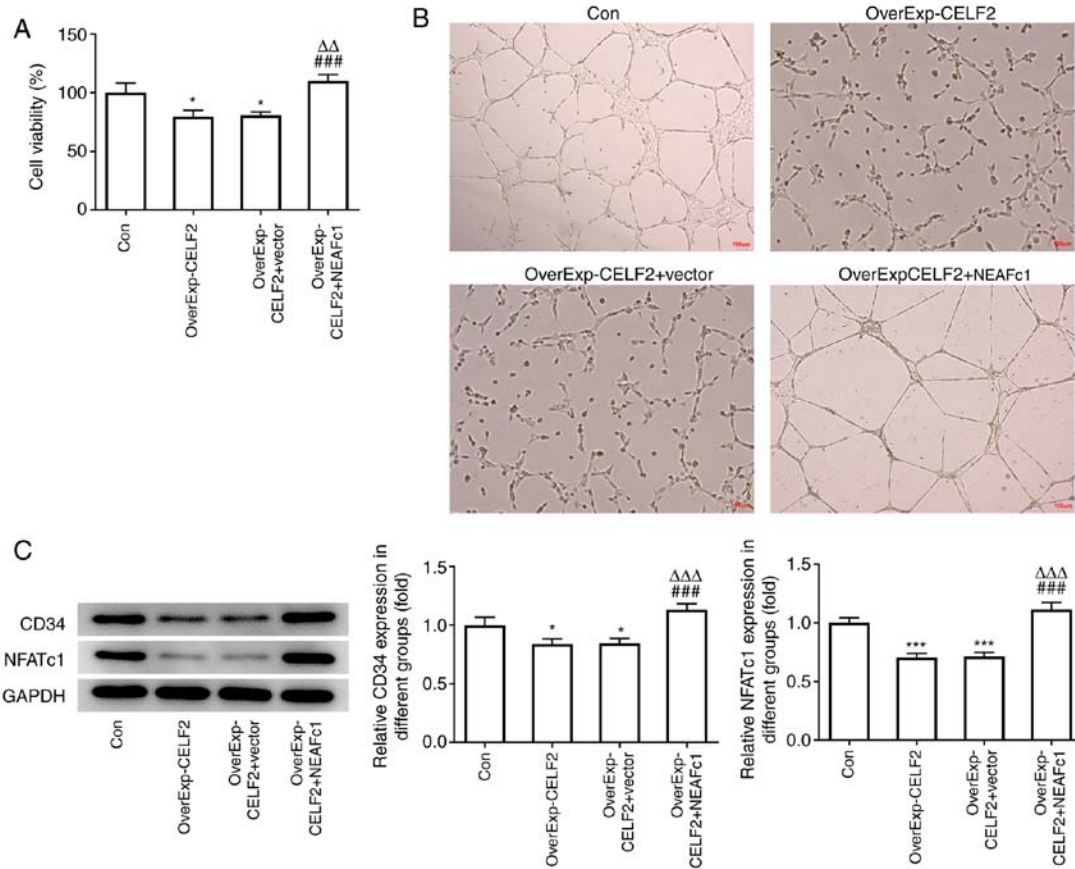 A
Cell viability (%)
150
100
50
0
*
*
ΔΔ
###
Con
OverExp-CELF2
OverExp-
CELF2+vector
OverExp-
CELF2+NEAFc1
B
Con
OverExp-CELF2
100um
OverExp-CELF2+vector
OverExpCELF2+NEAFc1
100um
C
CD34
NFATc1
GAPDH
Con
OverExp-CELF2
OverExp-
CELF2+vector
OverExp-
CELF2+NEAFc1
Relative CD34 expression in
different groups (fold)
1.5
1.0
0.5
0.0
*
*
ΔΔΔ
###
Con
OverExp-CELF2
OverExp-
CELF2+vector
OverExp-
CELF2+NEAFc1
Relative NFATc1 expression in
different groups (fold)
1.5
1.0
0.5
0.0
***
***
ΔΔΔ
###
Con
OverExp-CELF2
OverExp-
CELF2+vector
OverExp-
CELF2+NEAFc1